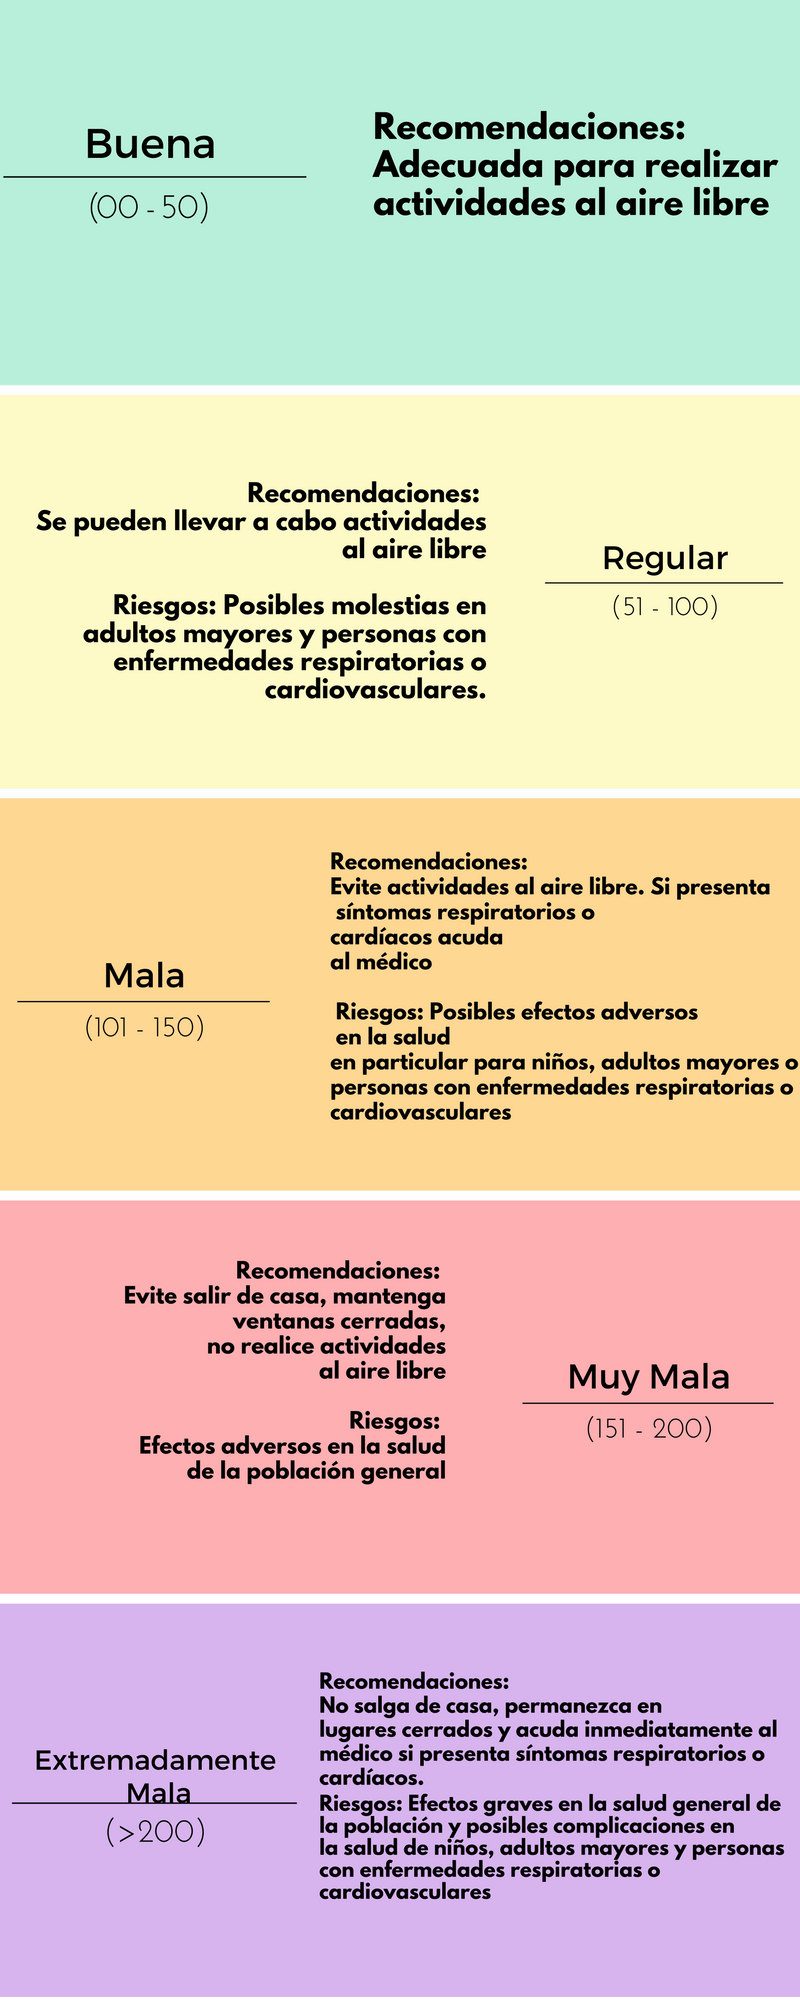 Buena
(00 - 50)
Recomendaciones:
Adecuada para realizar
actividades al aire libre
Recomendaciones:
Se pueden llevar a cabo actividades
al aire libre
Riesgos: Posibles molestias en
adultos mayores y personas con
enfermedades respiratorias o
cardiovasculares.
Regular
(51 - 100)
Mala
(101 - 150)
Recomendaciones:
Evite actividades al aire libre. Si presenta
síntomas respiratorios o
cardíacos acuda
al médico
Riesgos: Posibles efectos adversos
en la salud
en particular para niños, adultos mayores o
personas con enfermedades respiratorias o
cardiovasculares
Recomendaciones:
Evite salir de casa, mantenga
ventanas cerradas,
no realice actividades
al aire libre
Riesgos:
Efectos adversos en la salud
de la población general
Muy Mala
(151 - 200)
Extremadamente
Mala
(>200)
Recomendaciones:
No salga de casa, permanezca en
lugares cerrados y acuda inmediatamente al
médico si presenta síntomas respiratorios o
cardíacos.
Riesgos: Efectos graves en la salud general de
la población y posibles complicaciones en
la salud de niños, adultos mayores y personas
con enfermedades respiratorias o
cardiovasculares